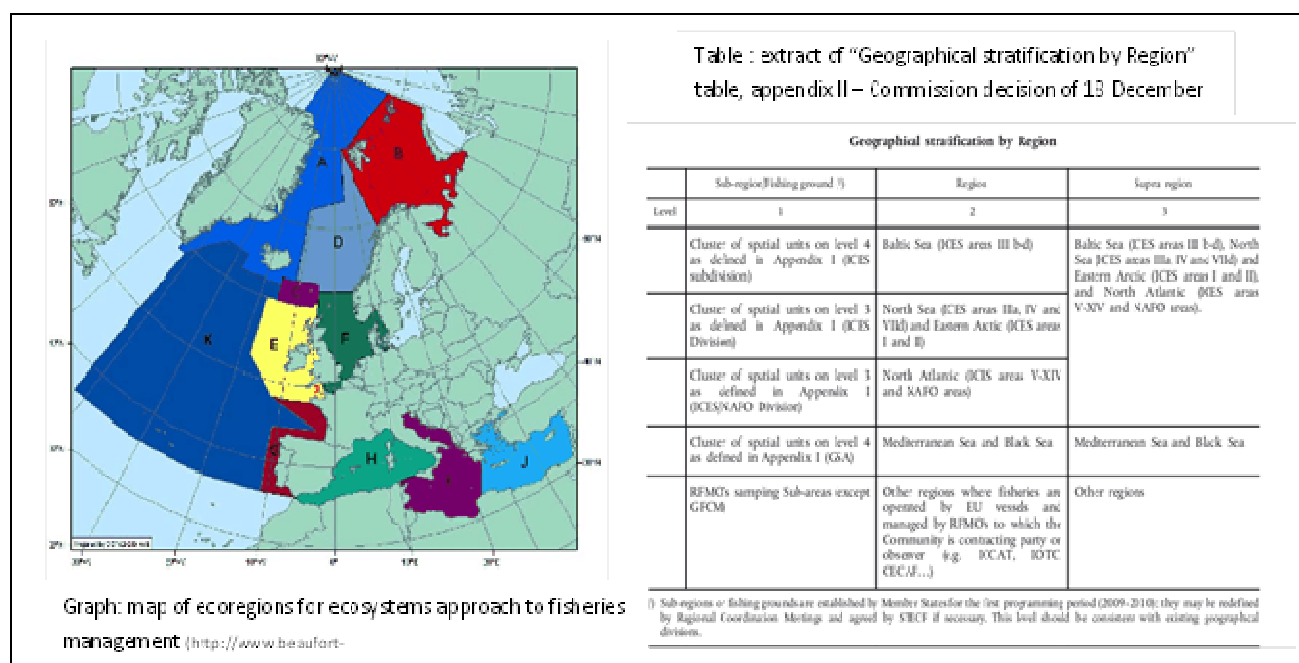 A
B
D
K
E
F
G
H
I
J
Graph: map of ecoregions for ecosystems approach to fisheries
management (http://www.beaufort-
Table : extract of “Geographical stratification by Region”
table, appendix II – Commission decision of 18 December
Geographical stratification by Region
Sub-region/Fishing ground
Region
Supra region
Level
1
2
3
Cluster of spatial units on level 4
as defined in Appendix I (ICES
subdivision)
Baltic Sea (ICES areas III b-d)
Baltic Sea (ICES areas III b-d), North
Sea (ICES areas IIIa, IV and VIId) and
Eastern Arctic (ICES areas I and II),
and North Atlantic (ICES areas
V-XIV and NAFO areas).
Cluster of spatial units on level 3
as defined in Appendix I (ICES
Division)
North Sea (ICES areas IIIa, IV and
VIId) and Eastern Arctic (ICES areas
I and II)
Cluster of spatial units on level 3
as defined in Appendix I
(ICES/NAFO Division)
North Atlantic (ICES areas V-XIV
and NAFO areas)
Cluster of spatial units on level 4
as defined in Appendix I (GSA)
Mediterranean Sea and Black Sea
Mediterranean Sea and Black Sea
RFMO's sampling Sub-areas except
GFCM
Other regions where fisheries are
operated by EU vessels and
managed by RFMOs to which the
Community is contracting party or
observer (e.g. ICCAT, IOTC
CECAF...)
Other regions
Sub-regions or fishing grounds are established by Member States for the first programming period (2009-2010); they may be redefined
by Regional Coordination Meetings and agreed by STECF if necessary. This level should be consistent with existing geographical
divisions.